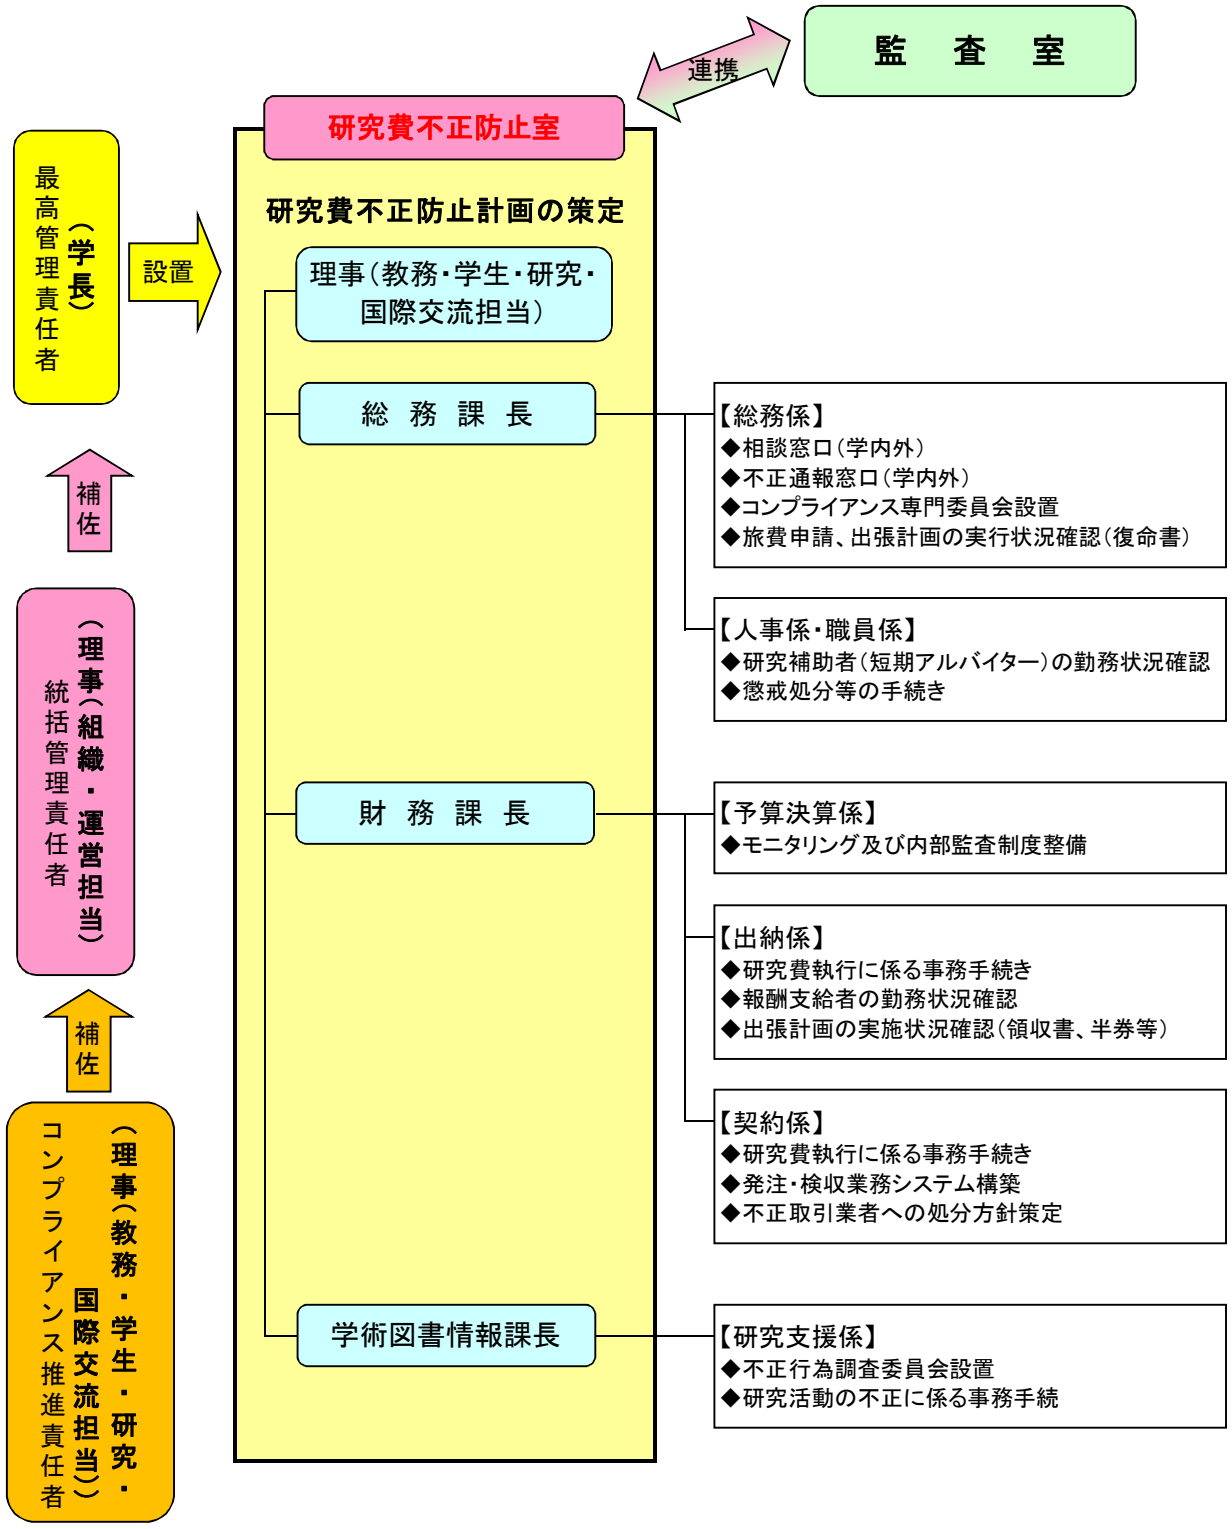 監 査 室
連携
研究費不正防止室
最高管理責任者
（学長）
設置
研究費不正防止計画の策定
理事（教務・学生・研究・
国際交流担当）
総 務 課 長
【総務係】
◆相談窓口（学内外）
◆不正通報窓口（学内外）
◆コンプライアンス専門委員会設置
◆旅費申請、出張計画の実行状況確認（復命書）
補佐
【人事係・職員係】
◆研究補助者（短期アルバイター）の勤務状況確認
◆懲戒処分等の手続き
統括管理責任者
（理事（組織・運営担当）
財 務 課 長
【予算決算係】
◆モニタリング及び内部監査制度整備
【出納係】
◆研究費執行に係る事務手続き
◆報酬支給者の勤務状況確認
◆出張計画の実施状況確認（領収書、半券等）
補佐
【契約係】
◆研究費執行に係る事務手続き
◆発注・検収業務システム構築
◆不正取引業者への処分方針策定
コンプライアンス推進責任者
（理事（教務・学生・研究・
国際交流担当））
学術図書情報課長
【研究支援係】
◆不正行為調査委員会設置
◆研究活動の不正に係る事務手続